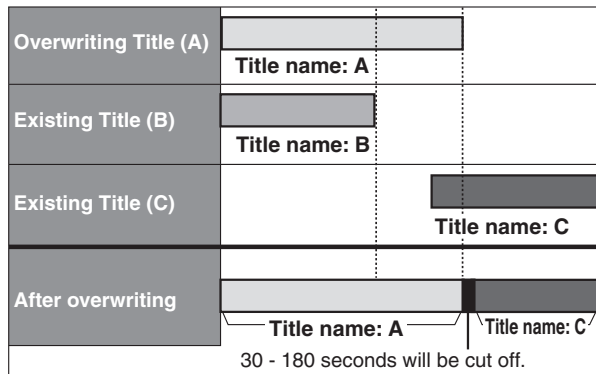 Overwriting Title (A)
Title name: A
Existing Title (B)
Title name: B
Existing Title (C)
Title name: C
After overwriting
Title name: A
Title name: C
30 - 180 seconds will be cut off.